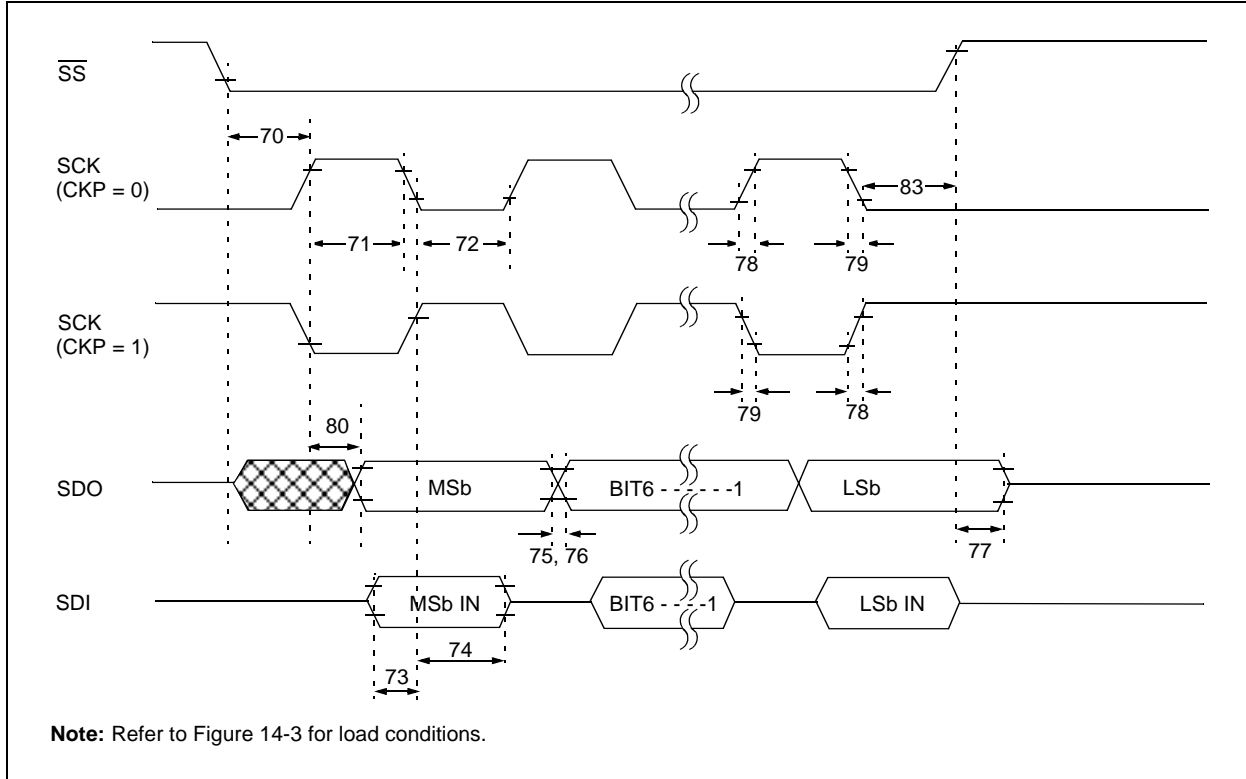 SS
70
SCK
(CKP = 0)
83
71
72
78
79
SCK
(CKP = 1)
79
78
80
SDO
MSb
BIT6 - - - - - -1
LSb
75, 76
77
SDI
MSb IN
BIT6 - - - -1
LSb IN
74
73
Note: Refer to Figure 14-3 for load conditions.